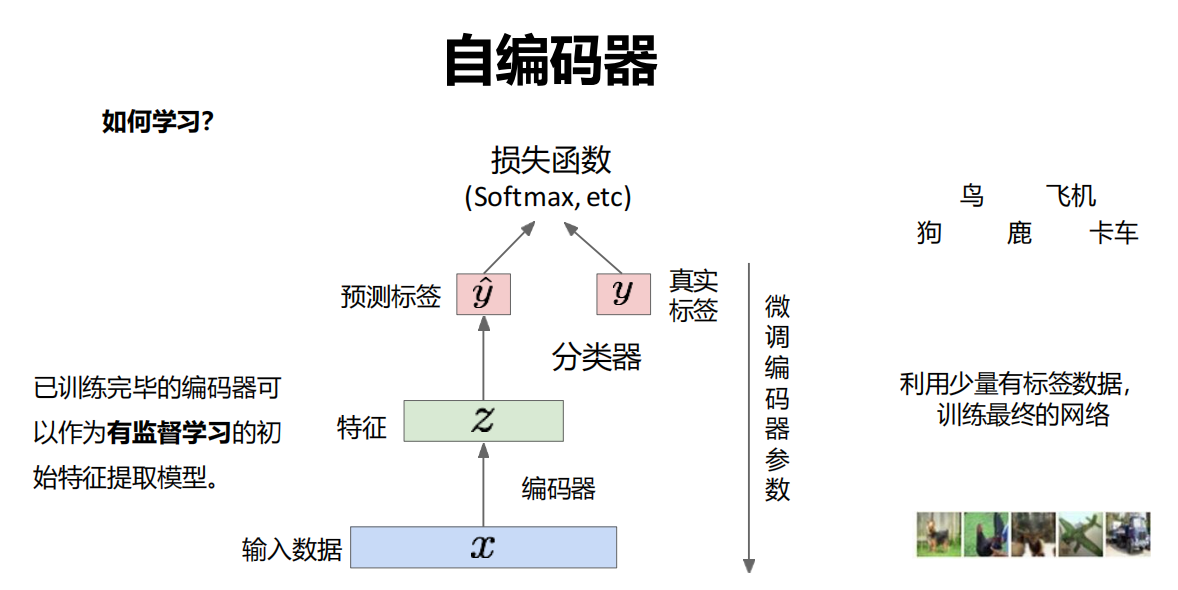 自编码器
如何学习？
损失函数
(Softmax, etc)
预测标签
ŷ
y
真实
标签
分类器
特征
z
编码器
输入数据
x
微调编码器参数
已训练完毕的编码器可
以作为有监督学习的初
始特征提取模型。
鸟 飞机
狗 鹿 卡车
利用少量有标签数据，
训练最终的网络